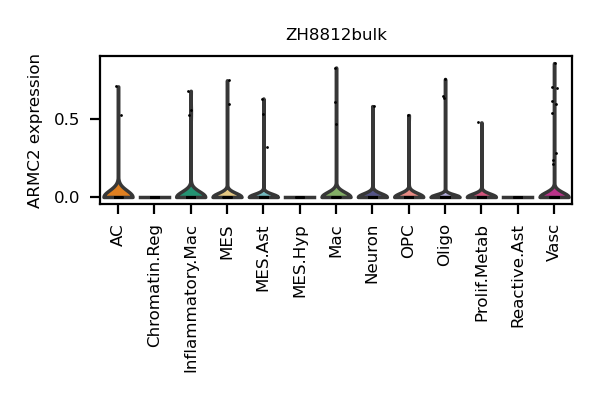 ZH8812bulk
ARMC2 expression
0.5
0.0
AC
Chromatin.Reg
Inflammatory.Mac
MES
MES.Ast
MES.Hyp
Mac
Neuron
OPC
Oligo
Prolif.Metab
Reactive.Ast
Vasc